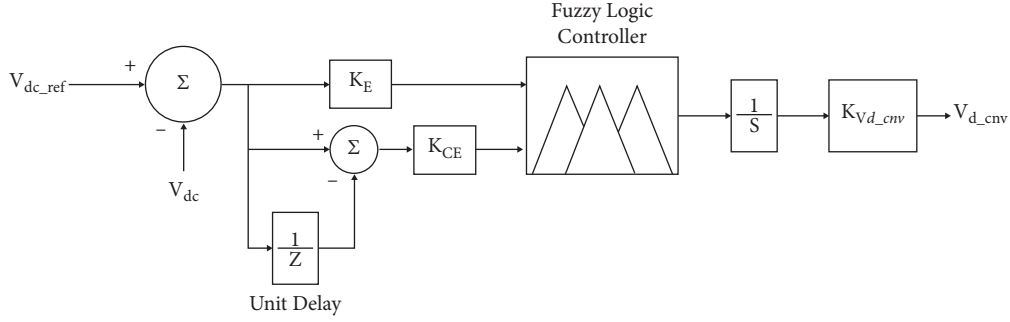 Fuzzy Logic
Controller
V_dc_ref
+
Σ
−
V_dc
K_E
+
Σ
−
K_CE
1
Z
Unit Delay
1
S
K_Vd_cnv
V_d_cnv